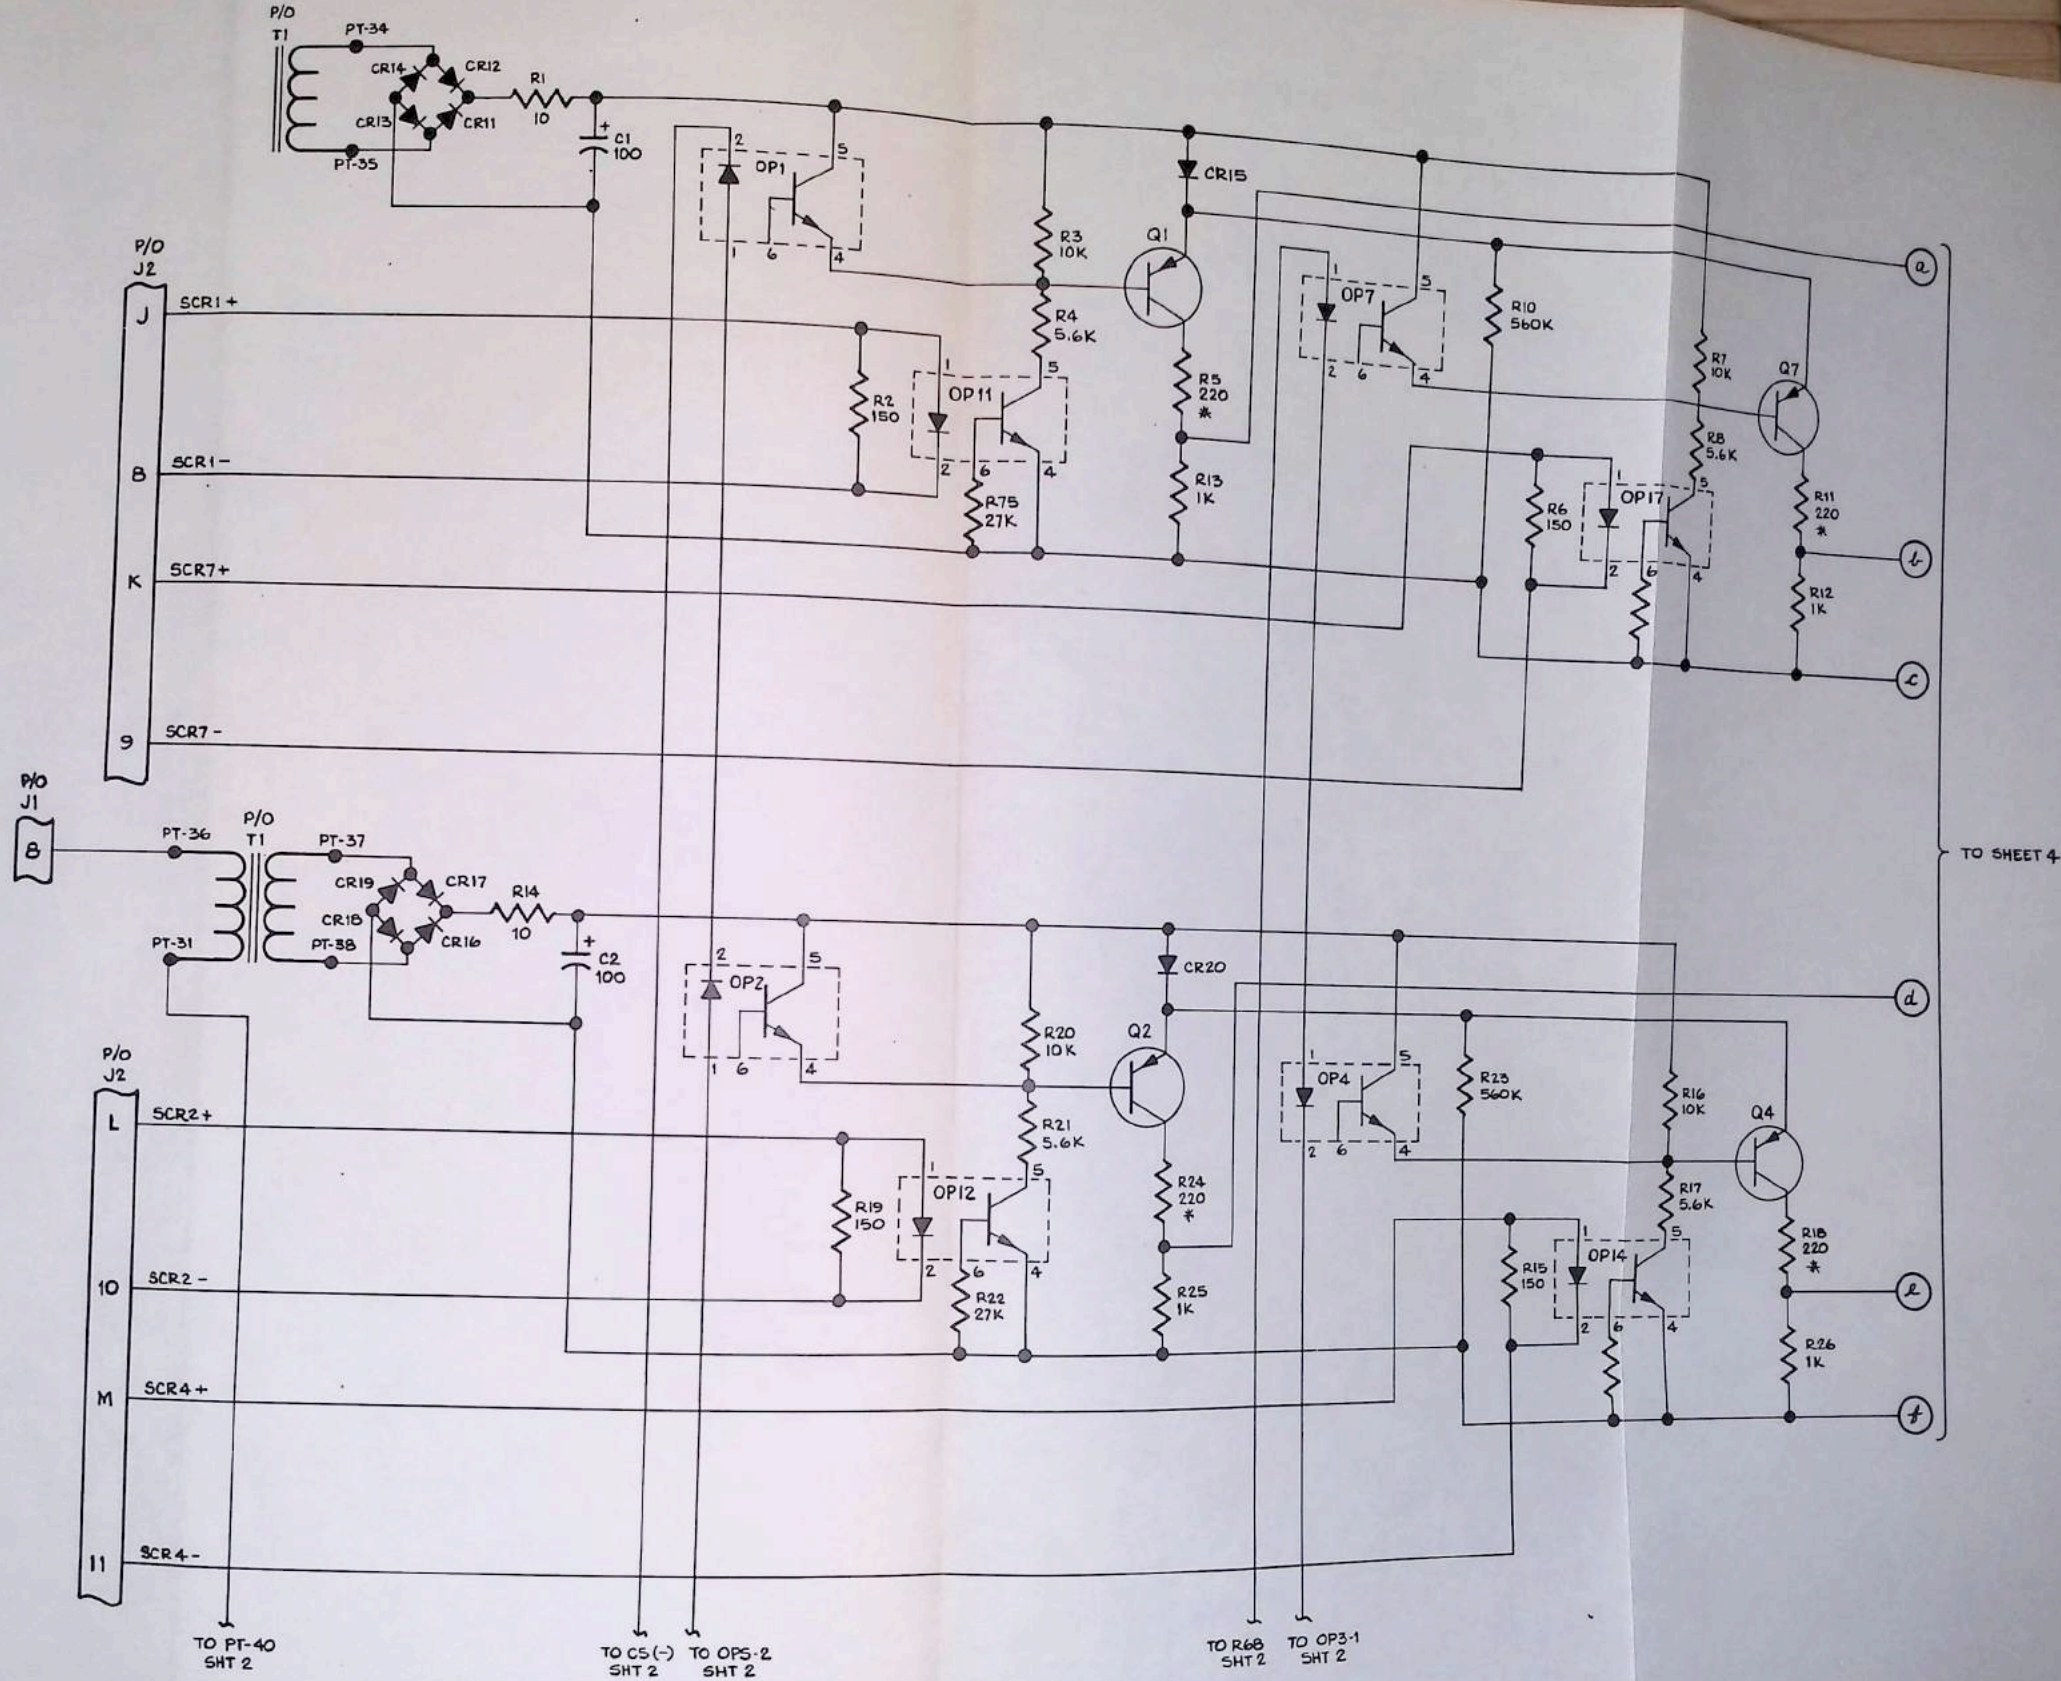 P/O
T1
PT-34
CR14
CR12
R1
10
CR13
CR11
PT-35
+
C1
100
2
OP1
5
1
6
4
R3
10K
CR15
Q1
a
1
OP7
5
2
6
4
R10
560K
P/O
J2
J
SCR1+
R4
5.6K
R7
10K
Q7
R2
150
1
OP11
5
2
6
4
R5
220
*
R8
5.6K
B
SCR1-
R75
27K
R13
1K
R6
150
1
OP17
5
2
6
4
R11
220
*
b
K
SCR7+
R12
1K
c
9
SCR7-
P/O
J1
8
PT-36
P/O
T1
PT-37
CR19
CR17
R14
10
CR18
CR16
PT-31
PT-38
+
C2
100
TO SHEET 4
2
OP2
5
1
6
4
CR20
d
R20
10K
Q2
1
OP4
5
2
6
4
R23
560K
R16
10K
Q4
P/O
J2
L
SCR2+
R21
5.6K
R19
150
1
OP12
5
2
6
4
R24
220
*
R17
5.6K
R15
150
1
OP14
5
2
6
4
R18
220
*
e
10
SCR2-
R22
27K
R25
1K
R26
1K
M
SCR4+
f
11
SCR4-
TO PT-40
SHT 2
TO C5(-)
SHT 2
TO OP5-2
SHT 2
TO R68
SHT 2
TO OP3-1
SHT 2